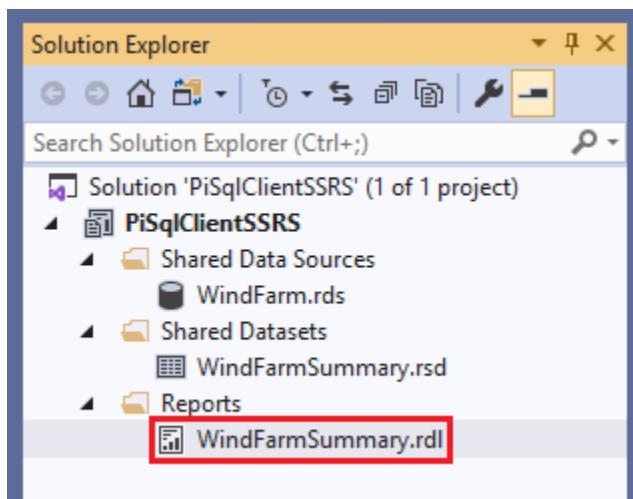 Solution Explorer
Search Solution Explorer (Ctrl+;)
Solution 'PiSqlClientSSRS' (1 of 1 project)
PiSqlClientSSRS
Shared Data Sources
WindFarm.rds
Shared Datasets
WindFarmSummary.rsd
Reports
WindFarmSummary.rdl